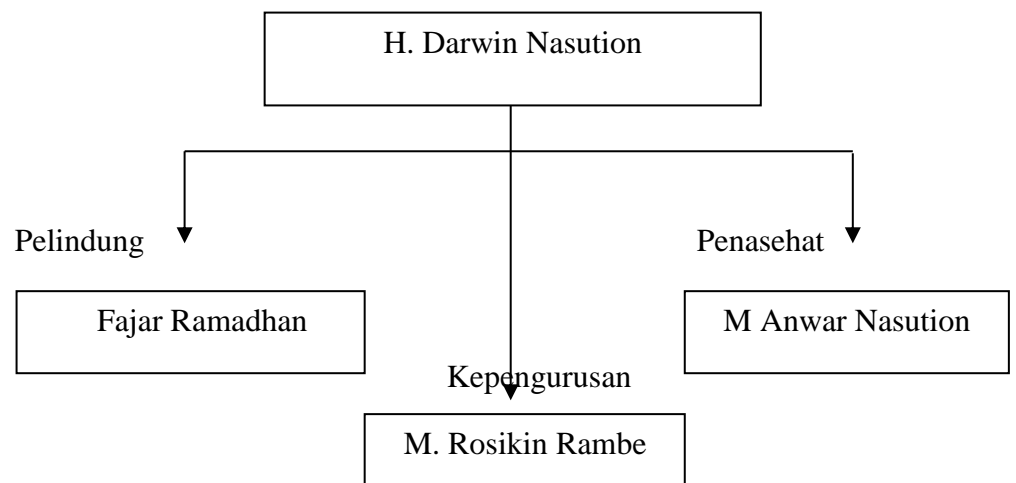 H. Darwin Nasution
Pelindung
Penasehat
Fajar Ramadhan
M Anwar Nasution
Kepengurusan
M. Rosikin Rambe